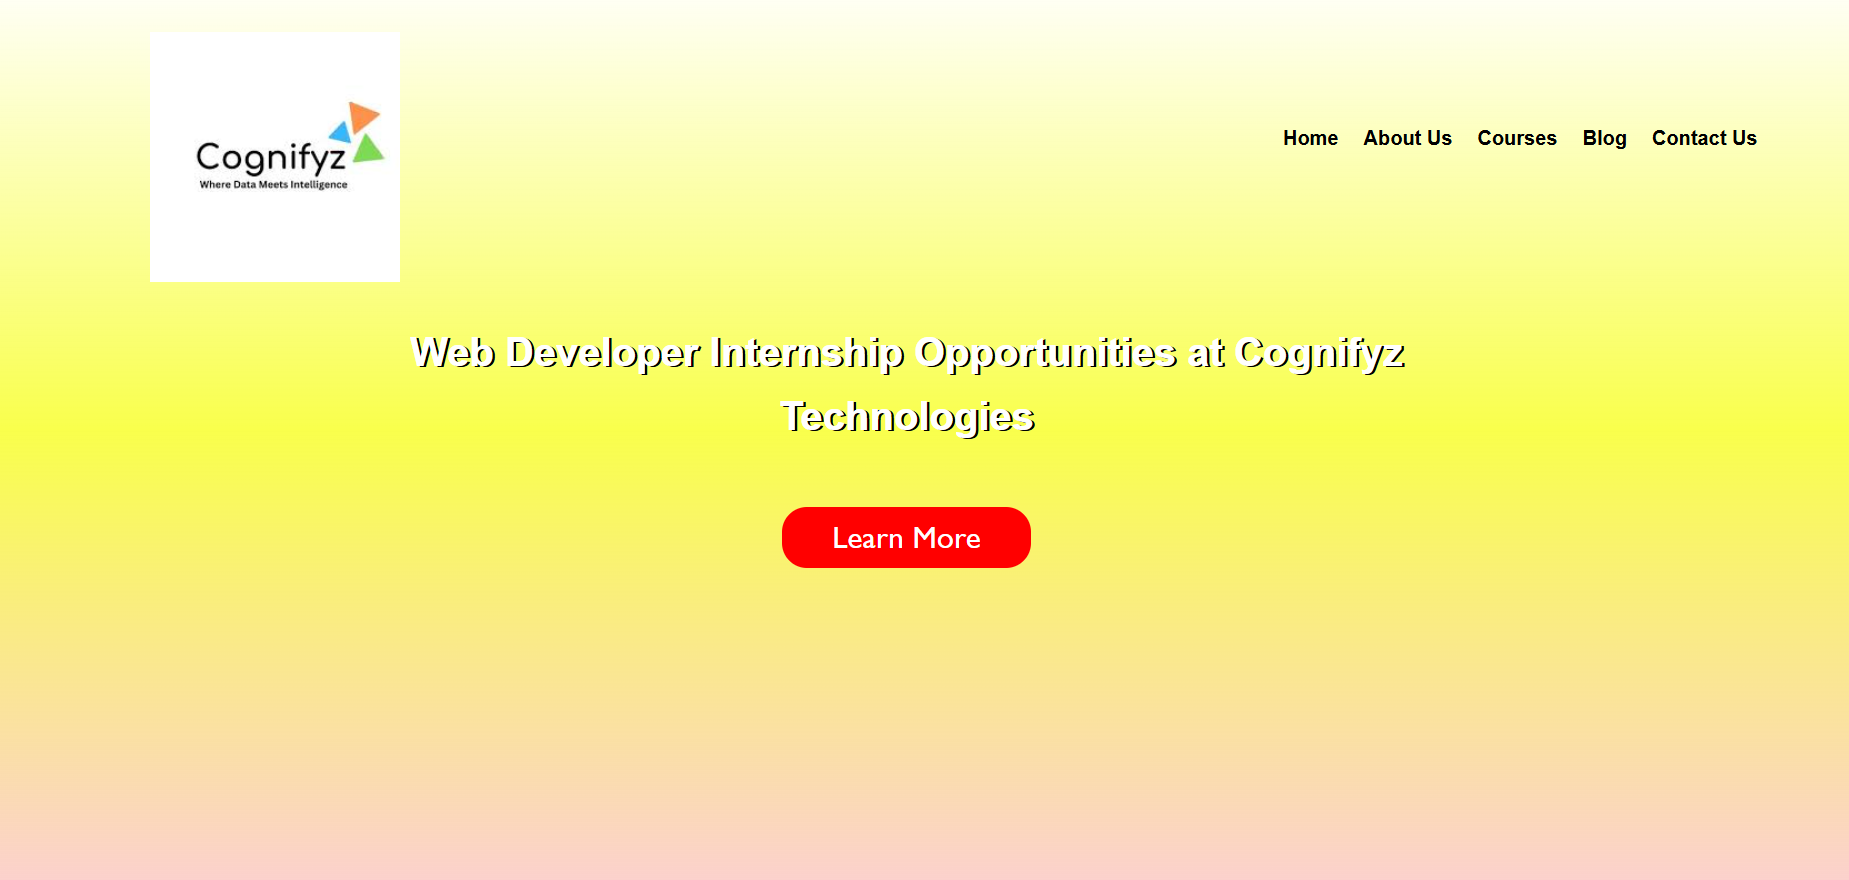 Cognifyz
Where Data Meets Intelligence
Home About Us Courses Blog Contact Us
Web Developer Internship Opportunities at Cognifyz
Technologies
Learn More